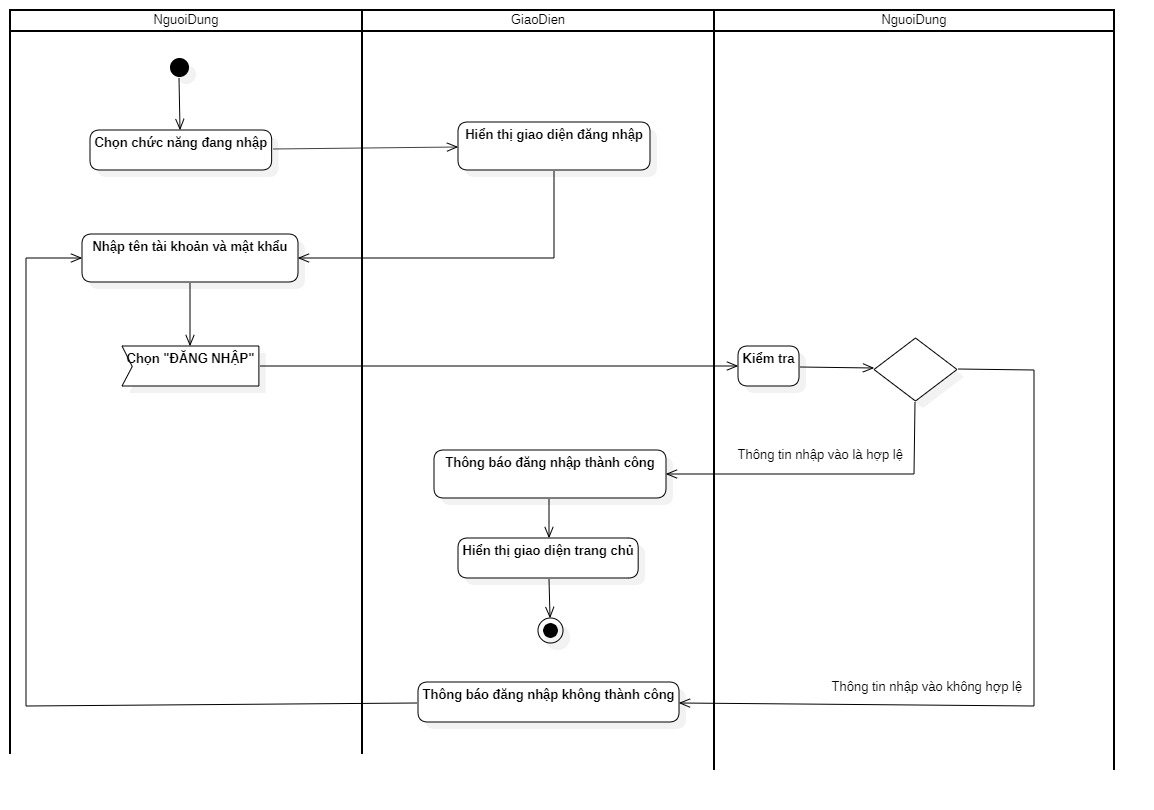 NguoiDung
GiaoDien
NguoiDung
Chọn chức năng đang nhập
Hiển thị giao diện đăng nhập
Nhập tên tài khoản và mật khẩu
Chọn "ĐĂNG NHẬP"
Kiểm tra
Thông tin nhập vào là hợp lệ
Thông báo đăng nhập thành công
Hiển thị giao diện trang chủ
Thông tin nhập vào không hợp lệ
Thông báo đăng nhập không thành công